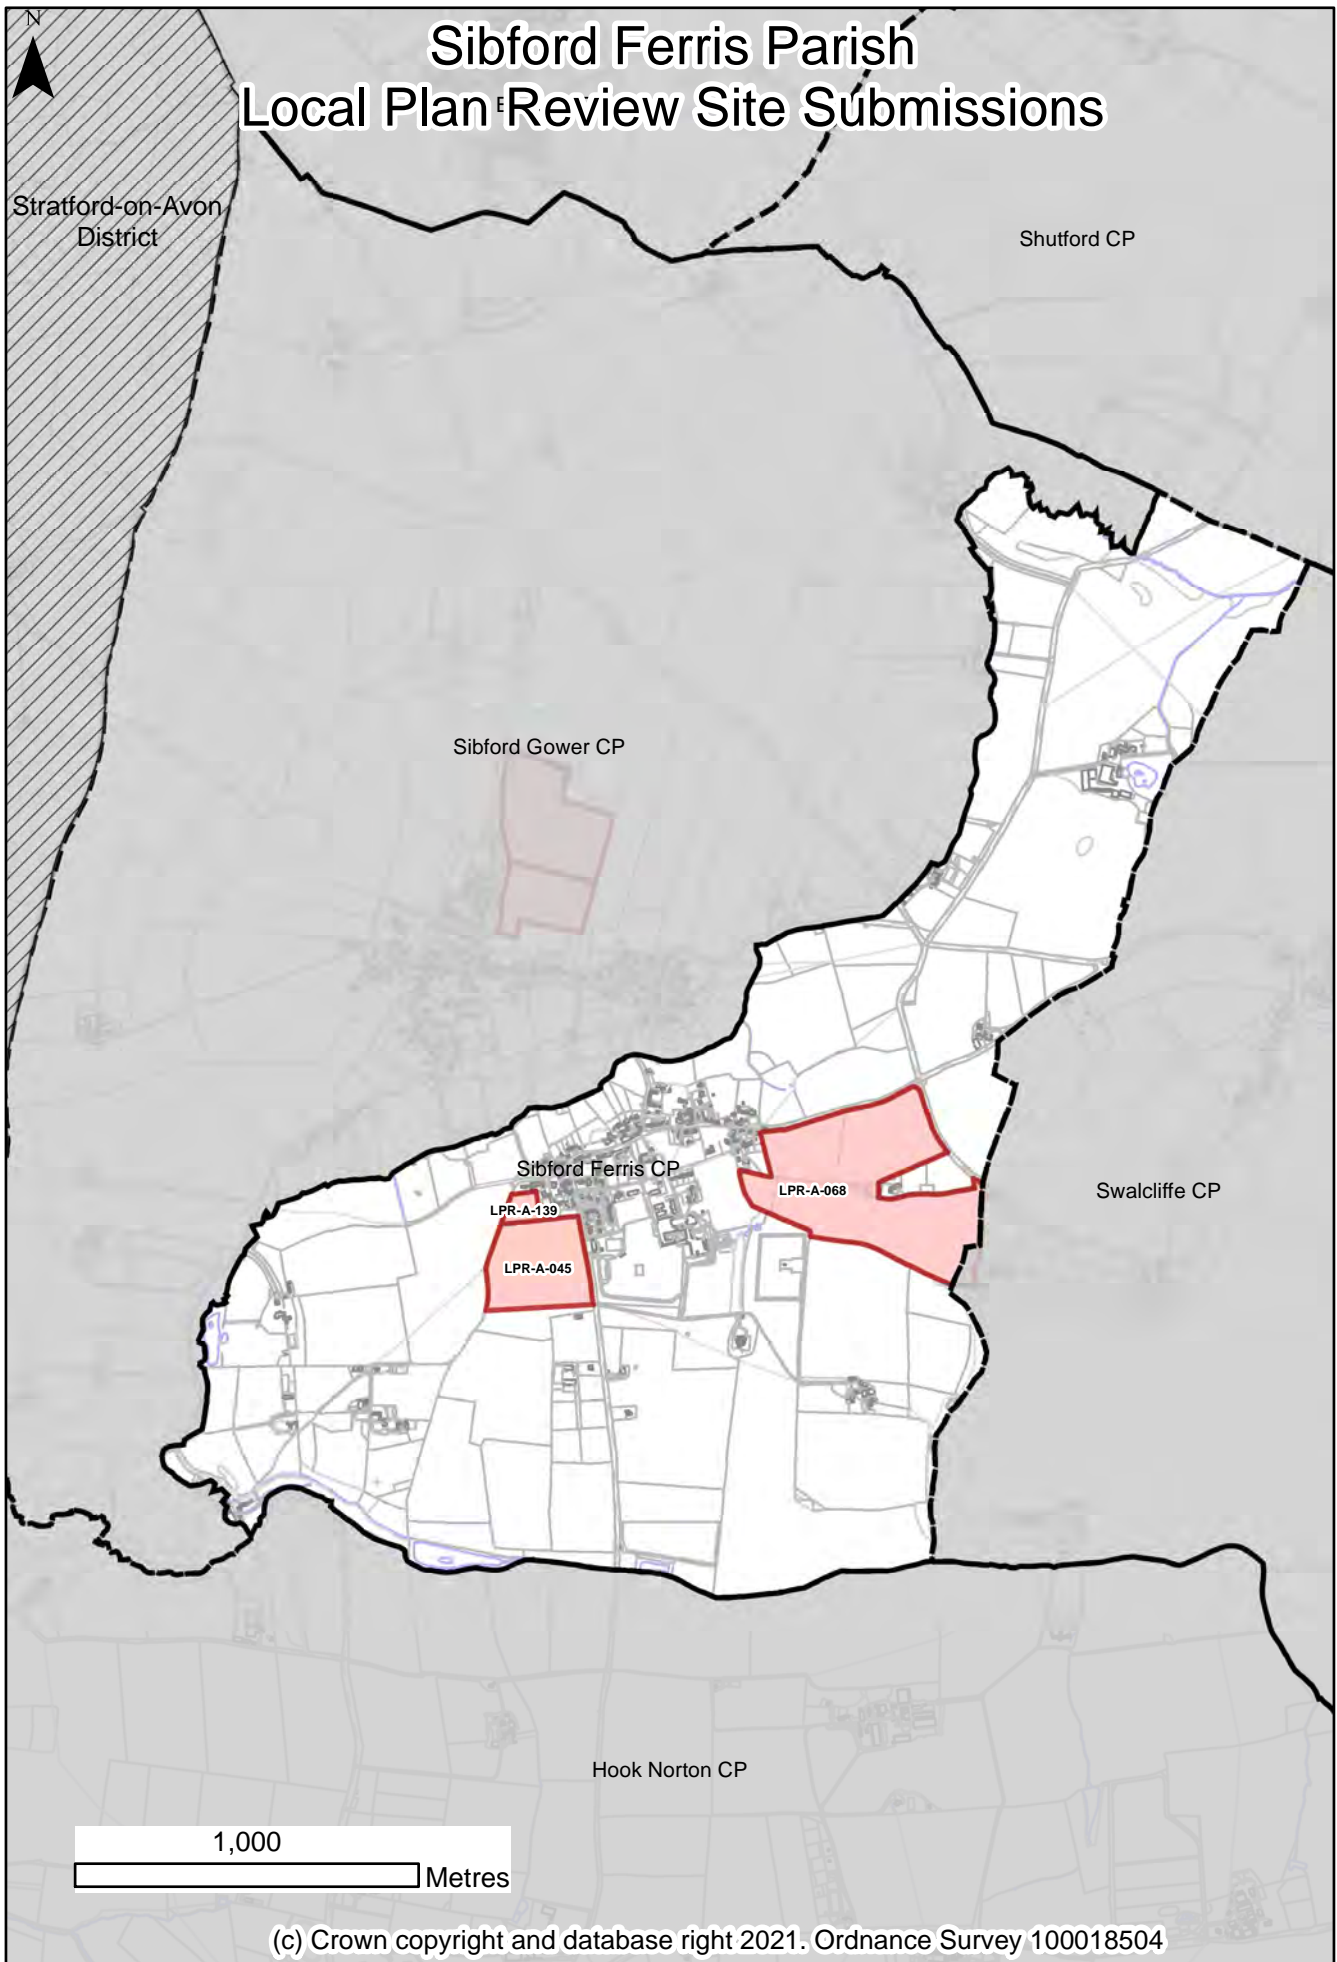 N
Sibford Ferris Parish
Local Plan Review Site Submissions
Stratford-on-Avon
District
Shutford CP
Sibford Gower CP
Sibford Ferris CP
LPR-A-139
LPR-A-068
Swalcliffe CP
LPR-A-045
Hook Norton CP
1,000
Metres
(c) Crown copyright and database right 2021. Ordnance Survey 100018504